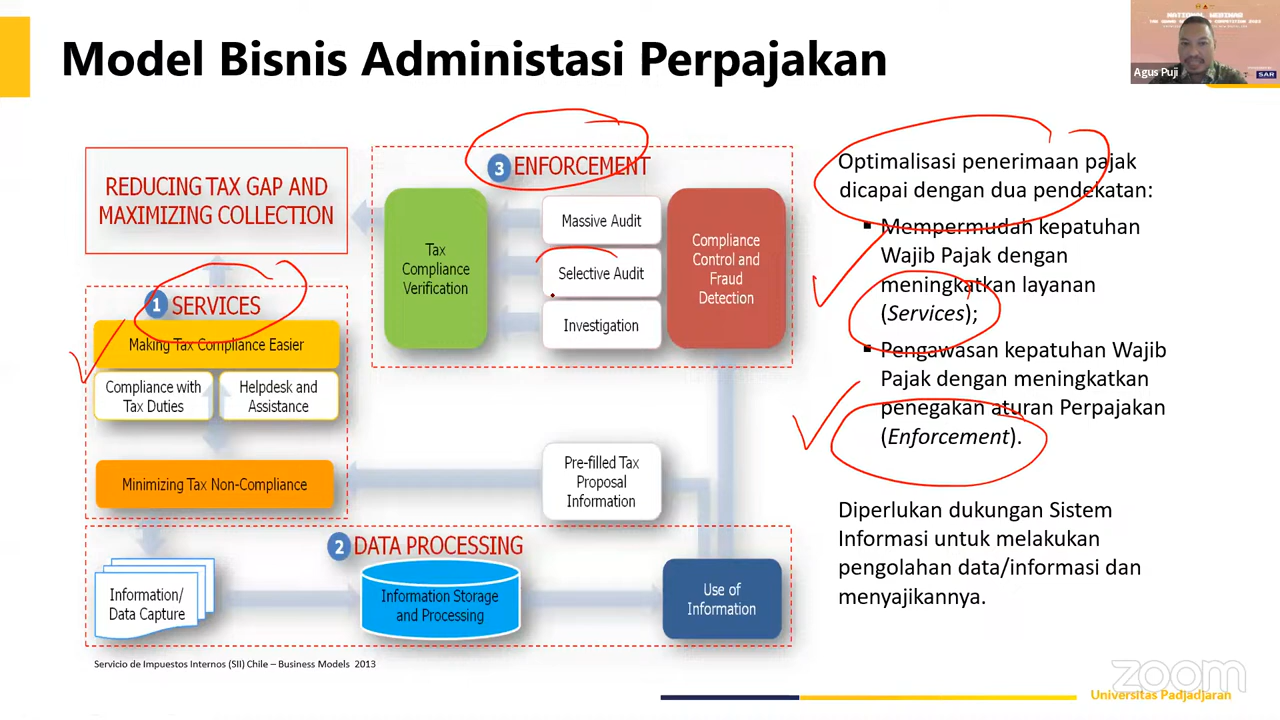 Model Bisnis Administasi Perpajakan
NATIONAL WEBINAR
Agus Puji
SAR
REDUCING TAX GAP AND
MAXIMIZING COLLECTION
3 ENFORCEMENT
Tax
Compliance
Verification
Massive Audit
Selective Audit
Investigation
Compliance
Control and
Fraud
Detection
1 SERVICES
Making Tax Compliance Easier
Compliance with
Tax Duties
Helpdesk and
Assistance
Minimizing Tax Non-Compliance
Pre-filled Tax
Proposal
Information
2 DATA PROCESSING
Information/
Data Capture
Information Storage
and Processing
Use of
Information
Servicio de Impuestos Internos (SII) Chile – Business Models 2013
Optimalisasi penerimaan pajak
dicapai dengan dua pendekatan:
▪ Mempermudah kepatuhan
Wajib Pajak dengan
meningkatkan layanan
(Services);
▪ Pengawasan kepatuhan Wajib
Pajak dengan meningkatkan
penegakan aturan Perpajakan
(Enforcement).
Diperlukan dukungan Sistem
Informasi untuk melakukan
pengolahan data/informasi dan
menyajikannya.
zoom
Universitas Padjadjaran